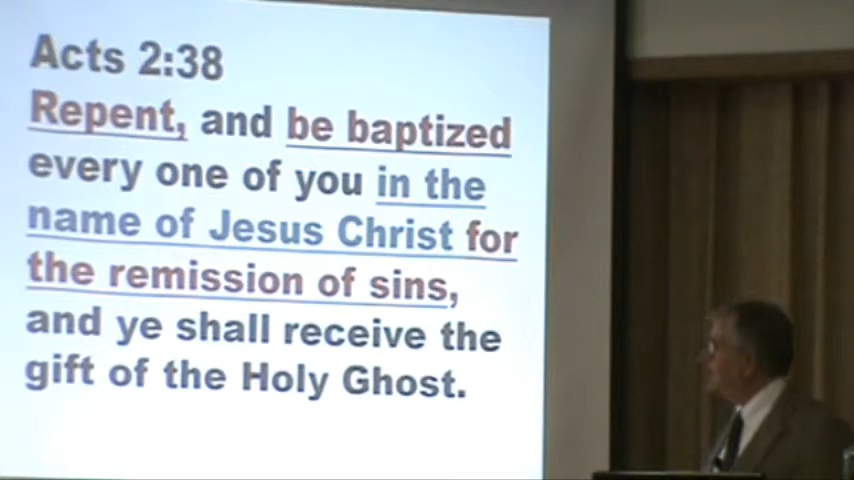 Acts 2:38
Repent, and be baptized
every one of you in the
name of Jesus Christ for
the remission of sins,
and ye shall receive the
gift of the Holy Ghost.